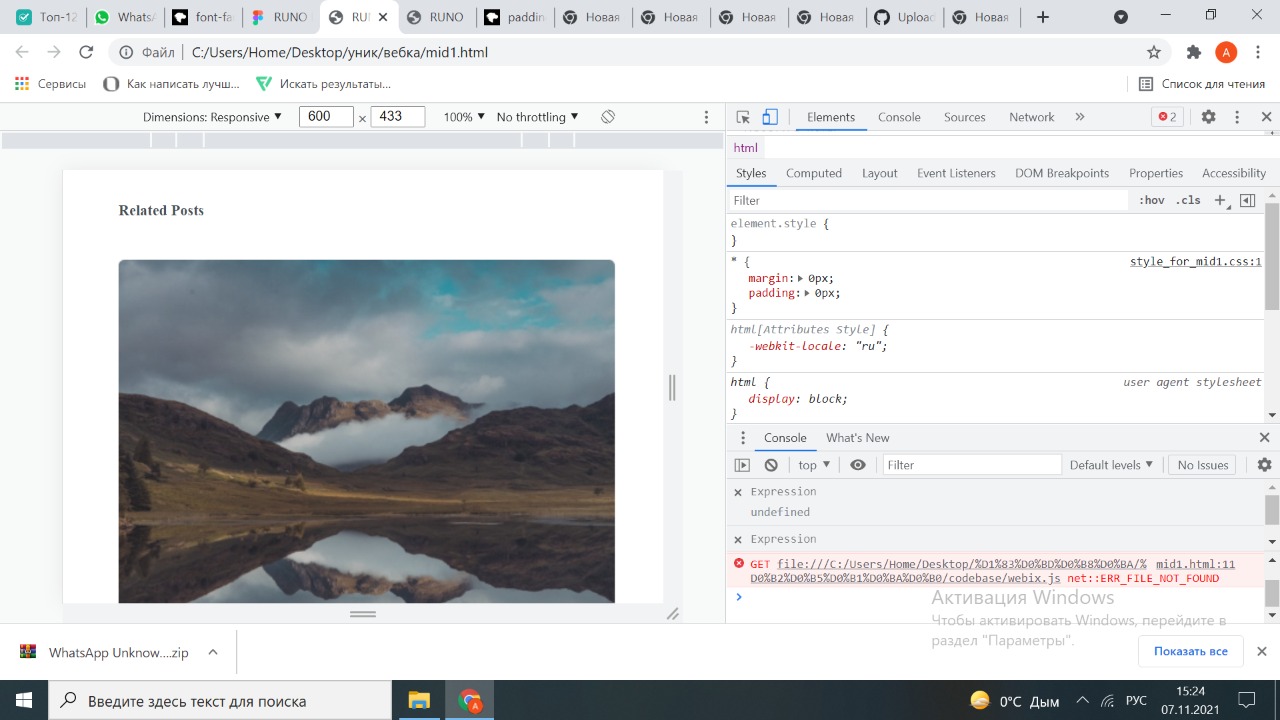 Топ-12
WhatsA
font-fa
RUNO
RU
RUNO
paddin
Новая
Новая
Новая
Новая
Uploac
Новая
Файл | C:/Users/Home/Desktop/уник/вебка/mid1.html
A
Сервисы
Как написать лучш...
Искать результаты...
Список для чтения
Dimensions: Responsive ▼ 600 x 433 100% ▼ No throttling ▼
Elements Console Sources Network » 2
html
Styles Computed Layout Event Listeners DOM Breakpoints Properties Accessibility
Filter :hov .cls +
element.style {
}
* { style_for_mid1.css:1
margin: 0px;
padding: 0px;
}
html[Attributes Style] {
-webkit-locale: "ru";
}
html { user agent stylesheet
display: block;
}
Related Posts
Console What's New
top ▼ Filter Default levels ▼ No Issues
Expression
undefined
Expression
GET file:///C:/Users/Home/Desktop/%D1%83%D0%BD%D0%B8%D0%BA/% mid1.html:11
D0%B2%D0%B5%D0%B1%D0%BA%D0%B0/codebase/webix.js net::ERR_FILE_NOT_FOUND
Активация Windows
Чтобы активировать Windows, перейдите в
раздел "Параметры".
WhatsApp Unknow....zip
Показать все
Введите здесь текст для поиска
A
0°C Дым
РУС
15:24
07.11.2021